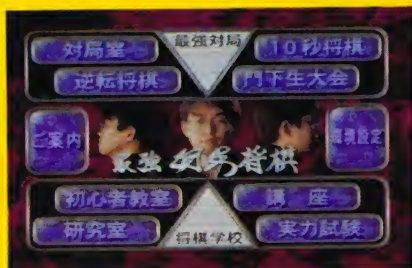 対局室
最強対局
10秒将棋
逆転将棋
門下生大会
ご案内
環境設定
最強 羽生将棋
初心者教室
講座
研究室
将棋学校
実力試験